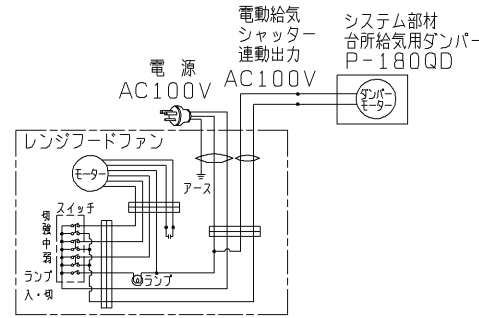 電動給気
シャッター
連動出力
AC100V
システム部材
台所給気用ダンパー
P-180QD
電 源
AC100V
ダンパー
モーター
レンジフードファン
モーター
アース
スイッチ
切
強
中
弱
ランプ
入・切
ランプ